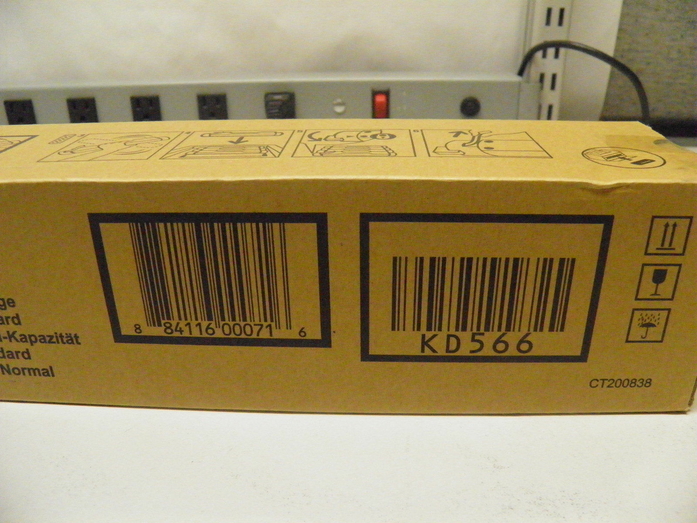 ge
ard
-Kapazität
dard
Normal
8 84116 00071 6
KD566
CT200838